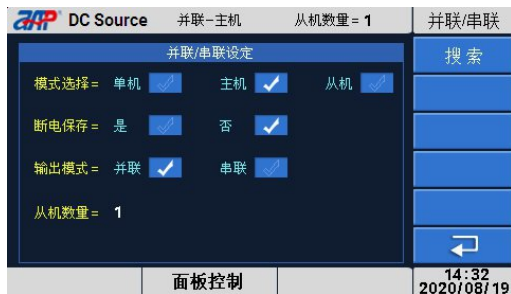 AAP DC Source 并联-主机 从机数量= 1 并联/串联
并联/串联设定
搜 索
模式选择= 单机 主机 从机
断电保存= 是 否
输出模式= 并联 串联
从机数量= 1
面板控制
14:32
2020/08/19